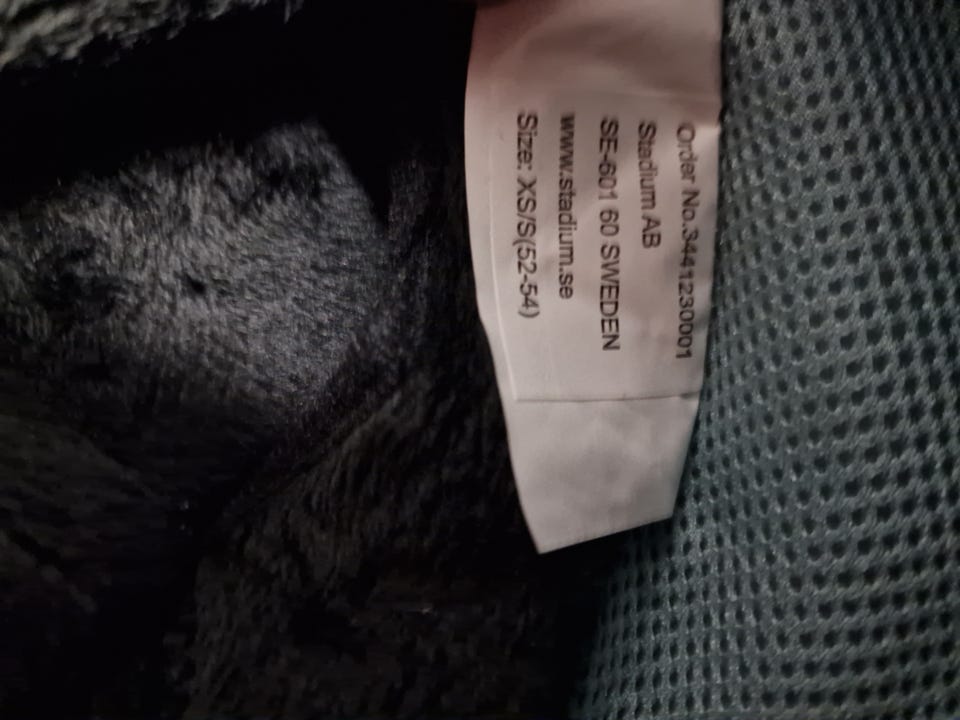 Order No.3441230001
Stadium AB
SE-601 60 SWEDEN
www.stadium.se
Size: XS/S(52-54)